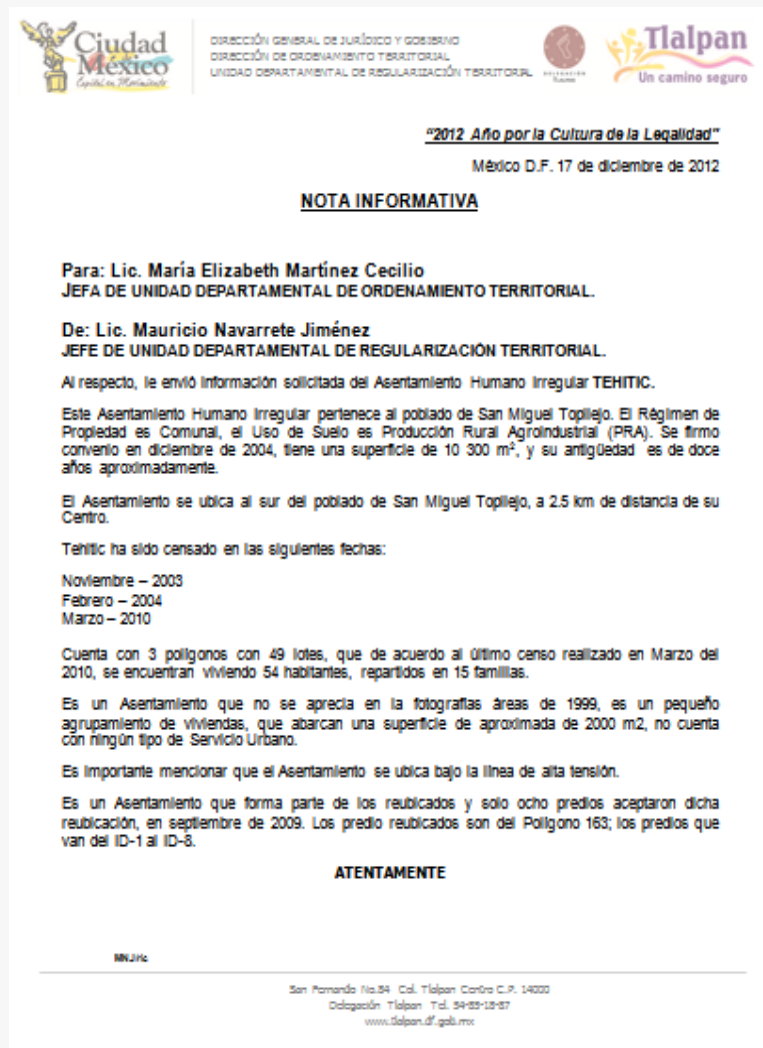 Ciudad
México
Capital en Movimiento
DIRECCIÓN GENERAL DE JURÍDICO Y GOBIERNO
DIRECCIÓN DE ORDENAMIENTO TERRITORIAL
UNIDAD DEPARTAMENTAL DE REGULARIZACIÓN TERRITORIAL
Tlalpan
Un camino seguro
"2012 Año por la Cultura de la Legalidad"
México D.F. 17 de diciembre de 2012
NOTA INFORMATIVA
Para: Lic. María Elizabeth Martínez Cecilio
JEFA DE UNIDAD DEPARTAMENTAL DE ORDENAMIENTO TERRITORIAL.
De: Lic. Mauricio Navarrete Jiménez
JEFE DE UNIDAD DEPARTAMENTAL DE REGULARIZACIÓN TERRITORIAL.
Al respecto, le envió información solicitada del Asentamiento Humano Irregular TEHITIC.
Este Asentamiento Humano Irregular pertenece al poblado de San Miguel Topilejo. El Régimen de
Propiedad es Comunal, el Uso de Suelo es Producción Rural Agroindustrial (PRA). Se firmo
convenio en diciembre de 2004, tiene una superficie de 10 300 m², y su antigüedad es de doce
años aproximadamente.
El Asentamiento se ubica al sur del poblado de San Miguel Topilejo, a 2.5 km de distancia de su
Centro.
Tehitic ha sido censado en las siguientes fechas:
Noviembre – 2003
Febrero – 2004
Marzo – 2010
Cuenta con 3 polígonos con 49 lotes, que de acuerdo al último censo realizado en Marzo del
2010, se encuentran viviendo 54 habitantes, repartidos en 15 familias.
Es un Asentamiento que no se aprecia en la fotografías áreas de 1999, es un pequeño
agrupamiento de viviendas, que abarcan una superficie de aproximada de 2000 m2, no cuenta
con ningún tipo de Servicio Urbano.
Es importante mencionar que el Asentamiento se ubica bajo la línea de alta tensión.
Es un Asentamiento que forma parte de los reubicados y solo ocho predios aceptaron dicha
reubicación, en septiembre de 2009. Los predio reubicados son del Polígono 163; los predios que
van del ID-1 al ID-8.
ATENTAMENTE
San Fernando No.84 Col. Tlalpan Centro C.P. 14000
Delegación Tlalpan Tel. 54-83-15-87
www.tlalpan.df.gob.mx